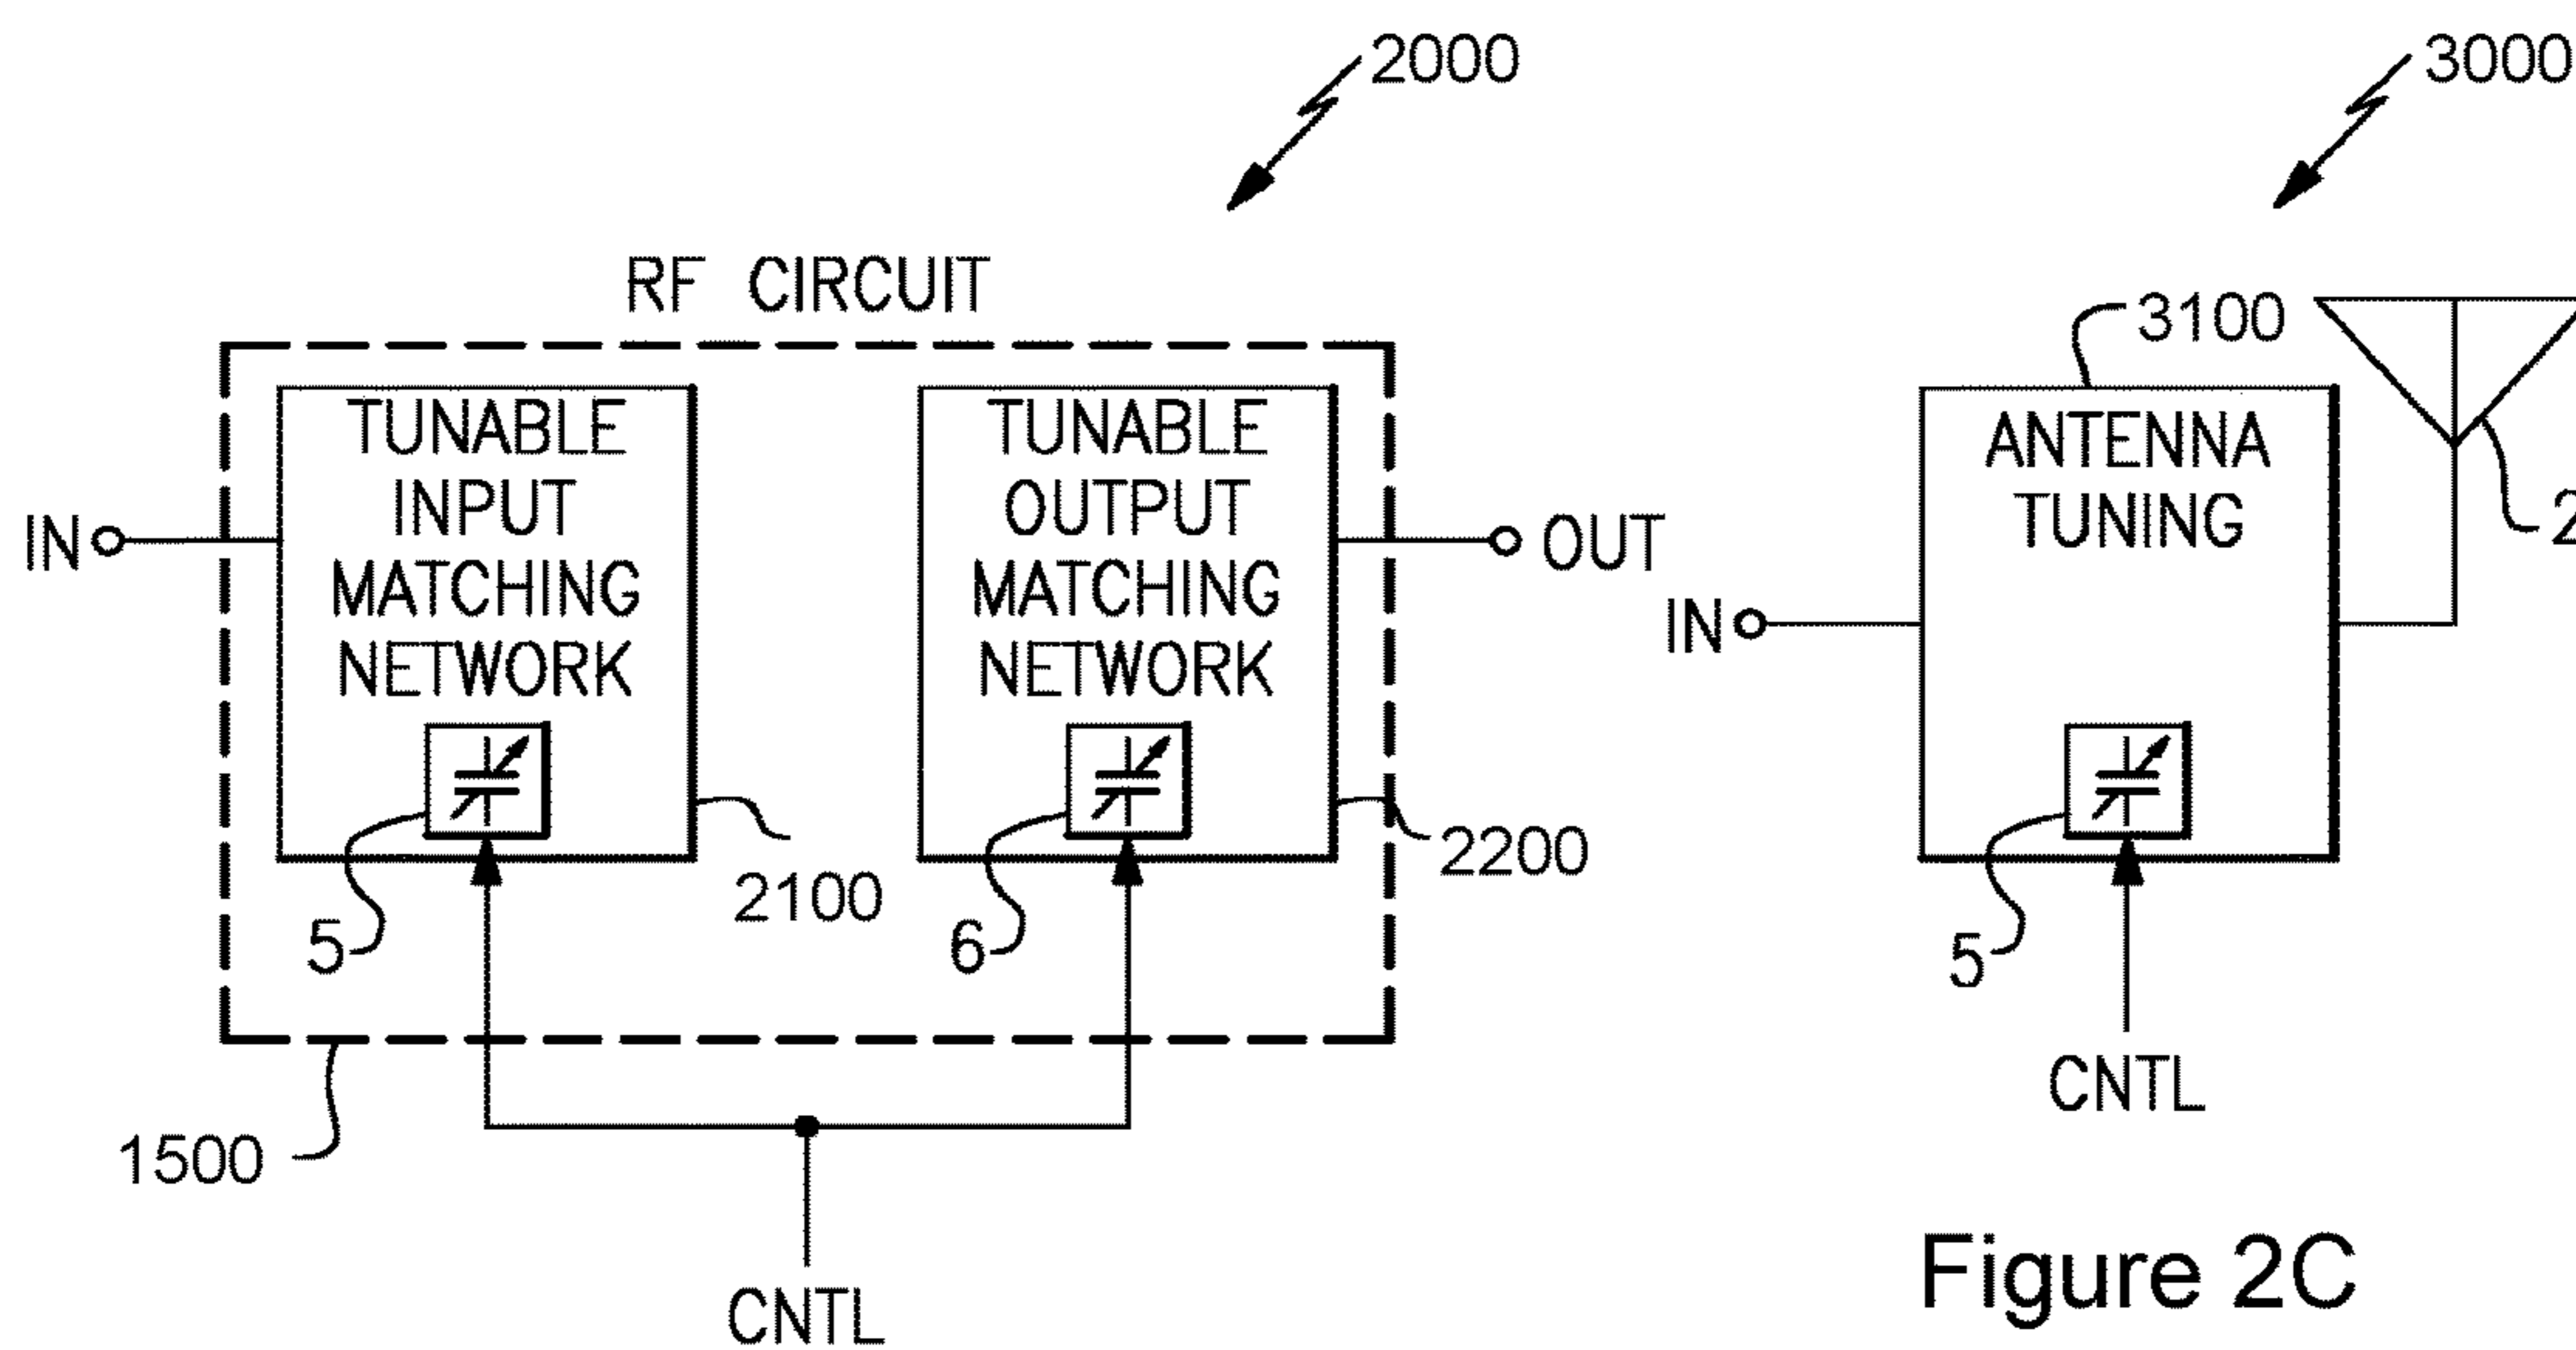 2000
RF CIRCUIT
TUNABLE
INPUT
MATCHING
NETWORK
TUNABLE
OUTPUT
MATCHING
NETWORK
IN
OUT
5
2100
6
2200
1500
CNTL
3000
3100
ANTENNA
TUNING
IN
5
CNTL
Figure 2C